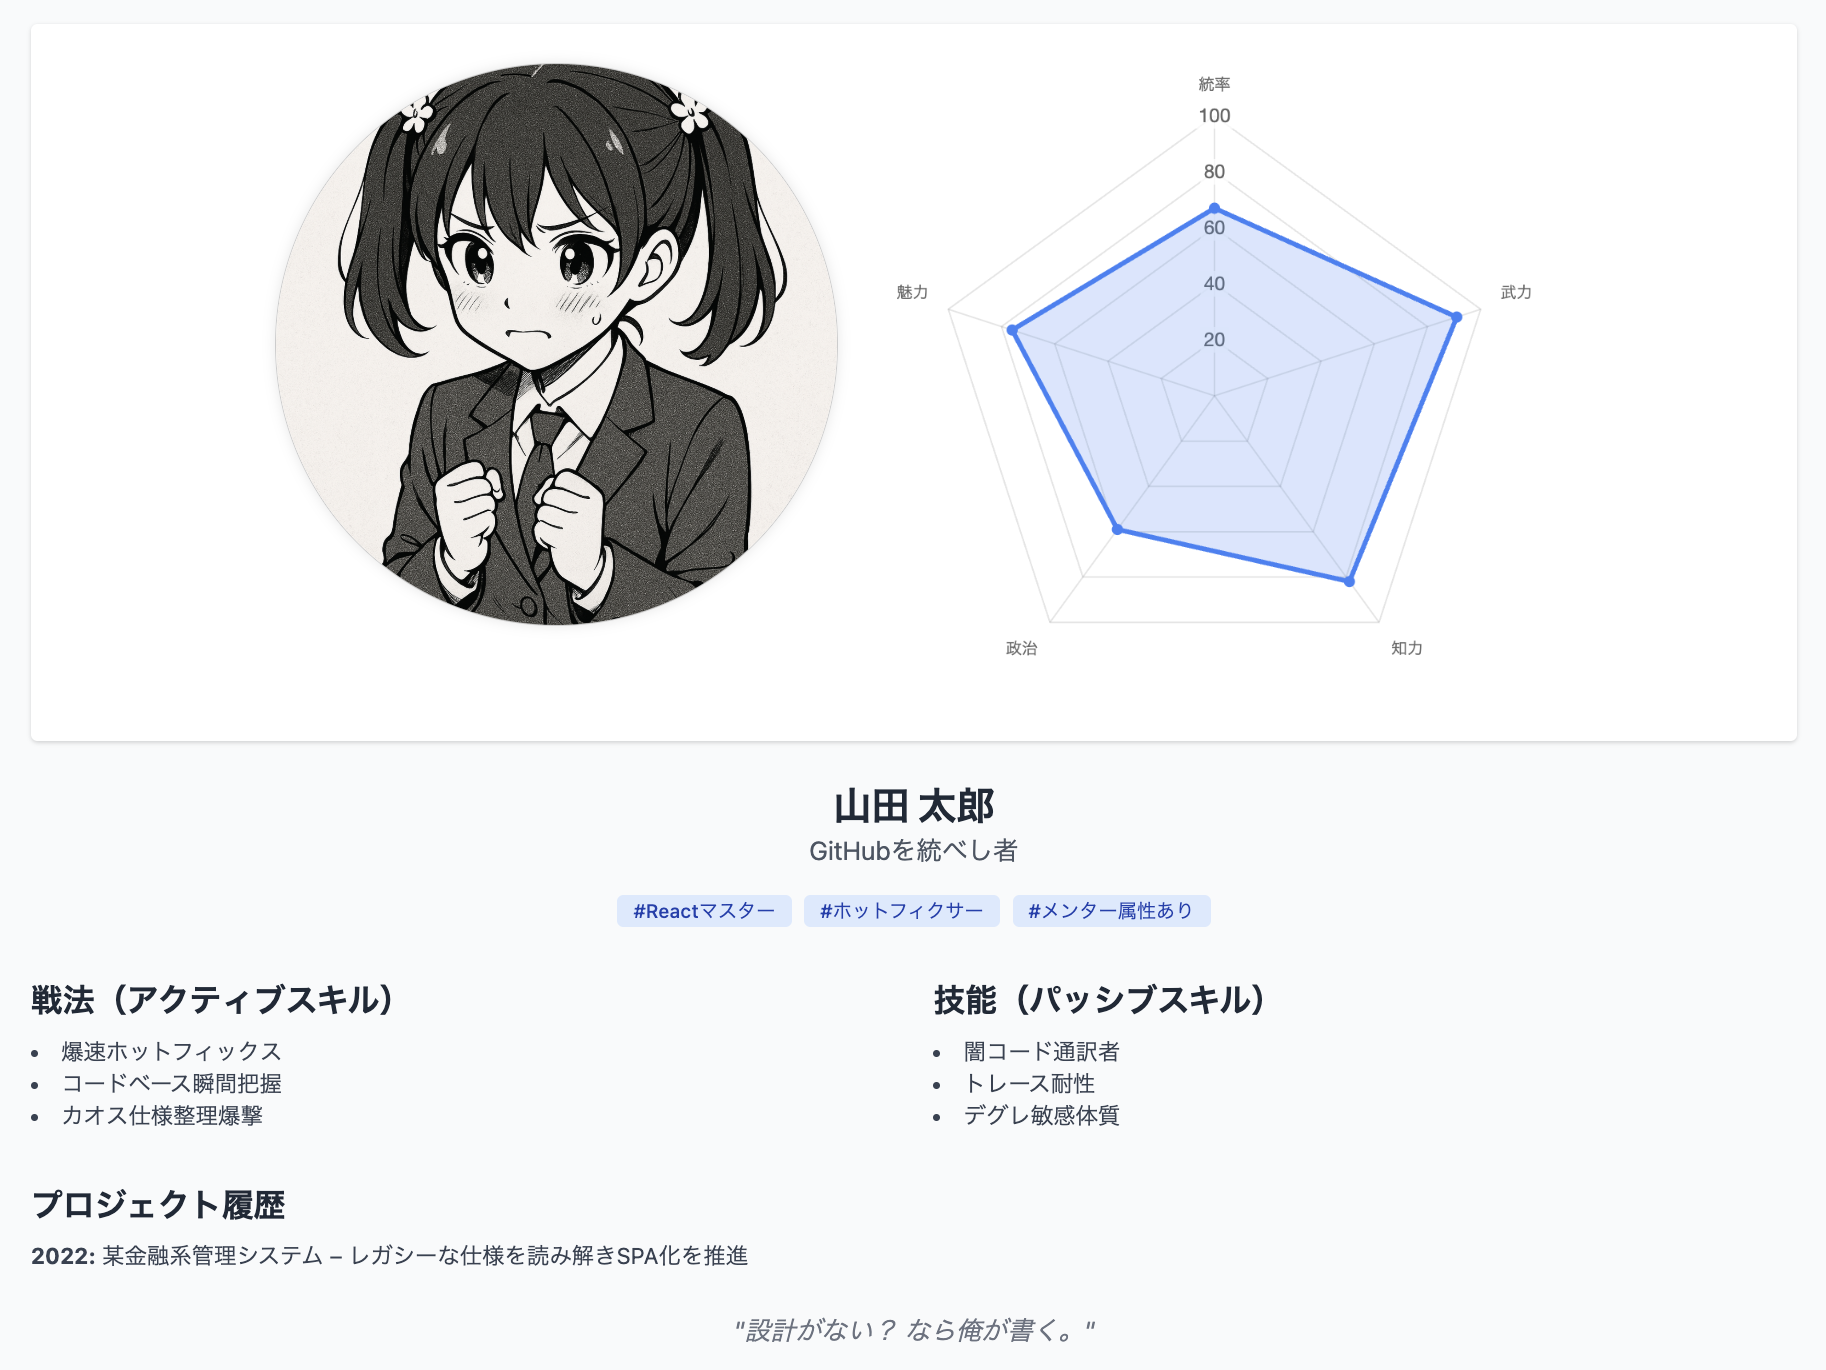 統率
100
80
60
40
20
魅力
武力
政治
知力
山田 太郎
GitHubを統べし者
#Reactマスター
#ホットフィクサー
#メンター属性あり
戦法（アクティブスキル）
• 爆速ホットフィックス
• コードベース瞬間把握
• カオス仕様整理爆撃
技能（パッシブスキル）
• 闇コード通訳者
• トレース耐性
• デグレ敏感体質
プロジェクト履歴
2022: 某金融系管理システム – レガシーな仕様を読み解きSPA化を推進
"設計がない？ なら俺が書く。"